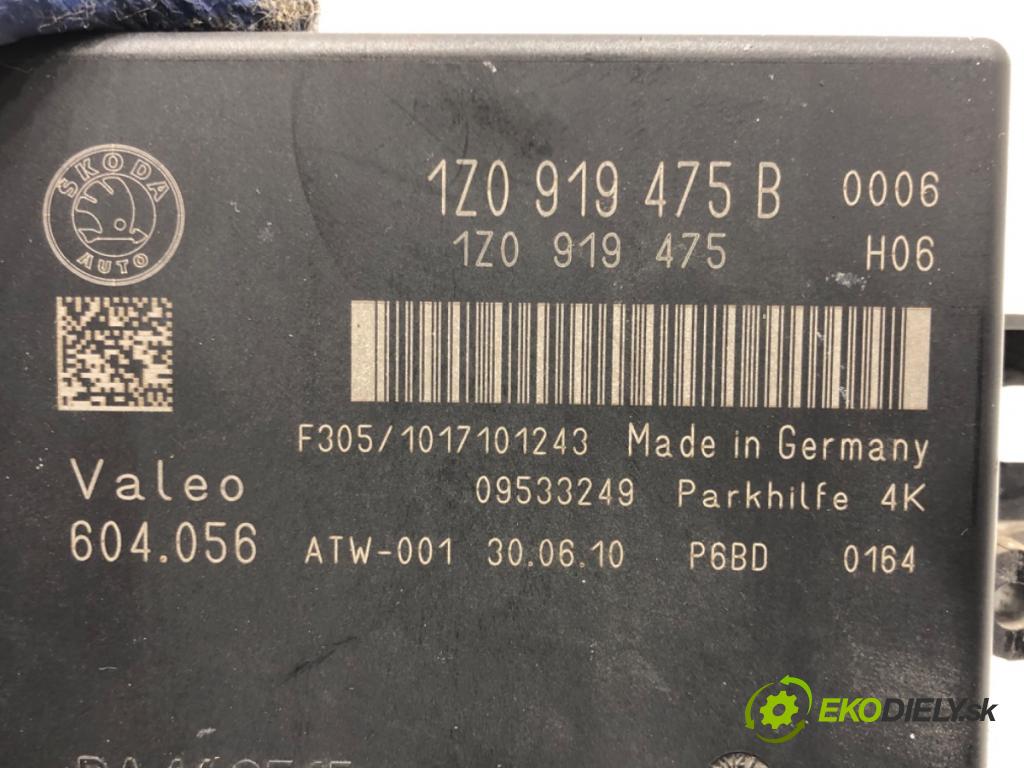 ŠKODA
AUTO
1Z0 919 475 B 0006
1Z0 919 475 H06
F305/1017101243 Made in Germany
Valeo
09533249 Parkhilfe 4K
604.056 ATW-001 30.06.10 P6BD 0164
EKODIELY.sk